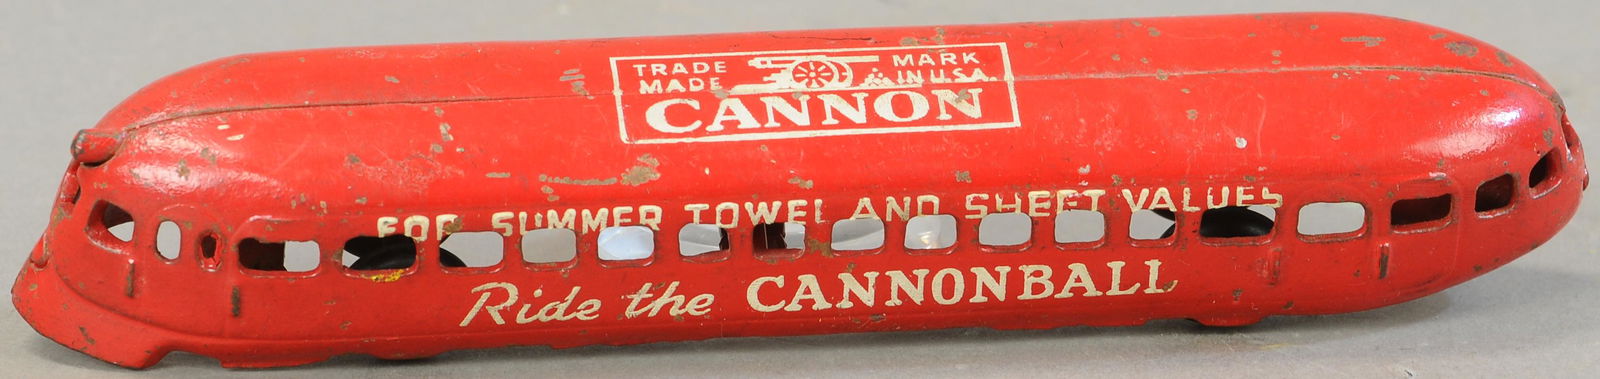 TRADE MARK
MADE IN U.S.A.
CANNON
FOR SUMMER TOWEL AND SHEET VALUES
Ride the CANNONBALL